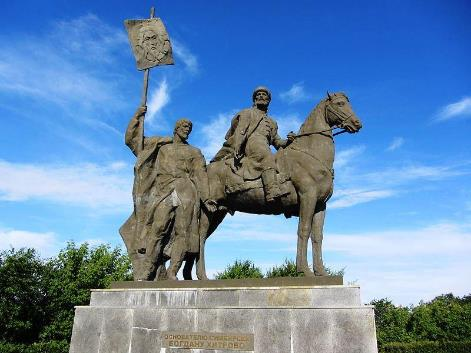 ОСНОВАТЕЛЮ СИМБИРСКА
БОГДАНУ ХИТРОВО